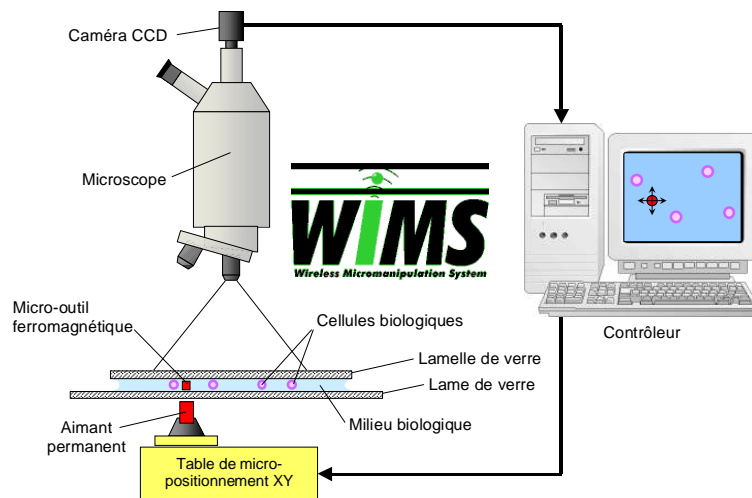 Caméra CCD
Microscope
WiMS
Wireless Micromanipulation System
Micro-outil
ferromagnétique
Cellules biologiques
Contrôleur
Lamelle de verre
Lame de verre
Milieu biologique
Aimant
permanent
Table de micro-
positionnement XY